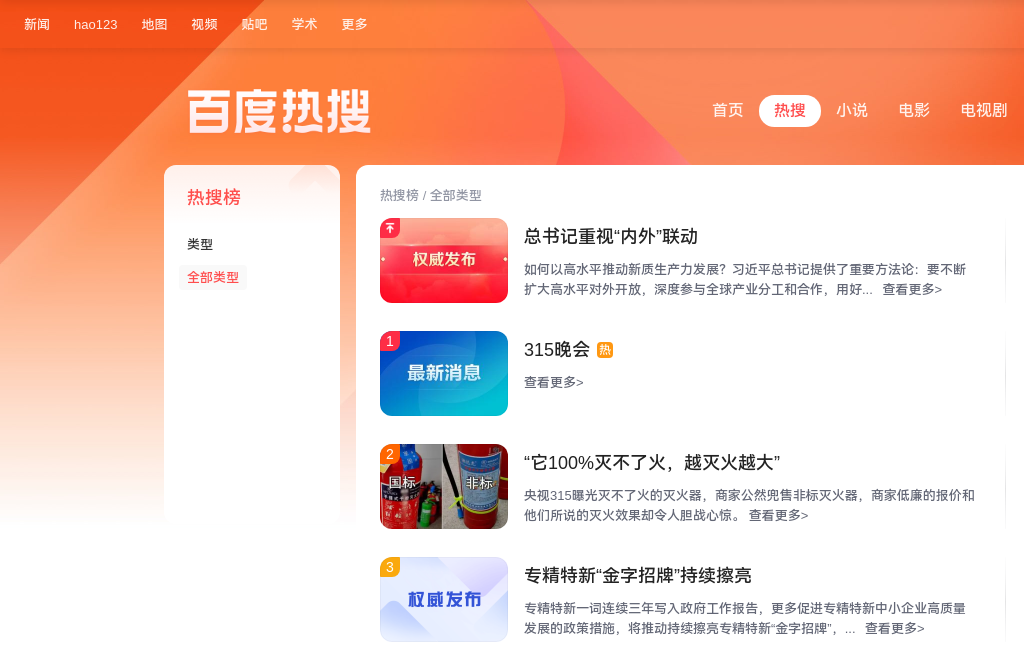 新闻 hao123 地图 视频 贴吧 学术 更多
百度热搜
首页 热搜 小说 电影 电视剧
热搜榜
类型
全部类型
热搜榜 / 全部类型
权威发布
总书记重视“内外”联动
如何以高水平推动新质生产力发展？习近平总书记提供了重要方法论：要不断
扩大高水平对外开放，深度参与全球产业分工和合作，用好... 查看更多>
1
最新消息
315晚会 热
查看更多>
2
国标 非标
“它100%灭不了火，越灭火越大”
央视315曝光灭不了火的灭火器，商家公然兜售非标灭火器，商家低廉的报价和
他们所说的灭火效果却令人胆战心惊。 查看更多>
3
权威发布
专精特新“金字招牌”持续擦亮
专精特新一词连续三年写入政府工作报告，更多促进专精特新中小企业高质量
发展的政策措施，将推动持续擦亮专精特新“金字招牌”，... 查看更多>